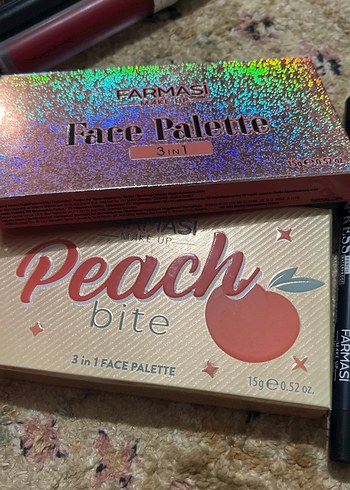 FARMASİ
MAKE UP
Face Palette
3 IN 1
15g e 0.52 oz.
FARMASİ
MAKE UP
Peach
bite
3 in 1 FACE PALETTE
15g e 0.52 oz.
FARMASİ